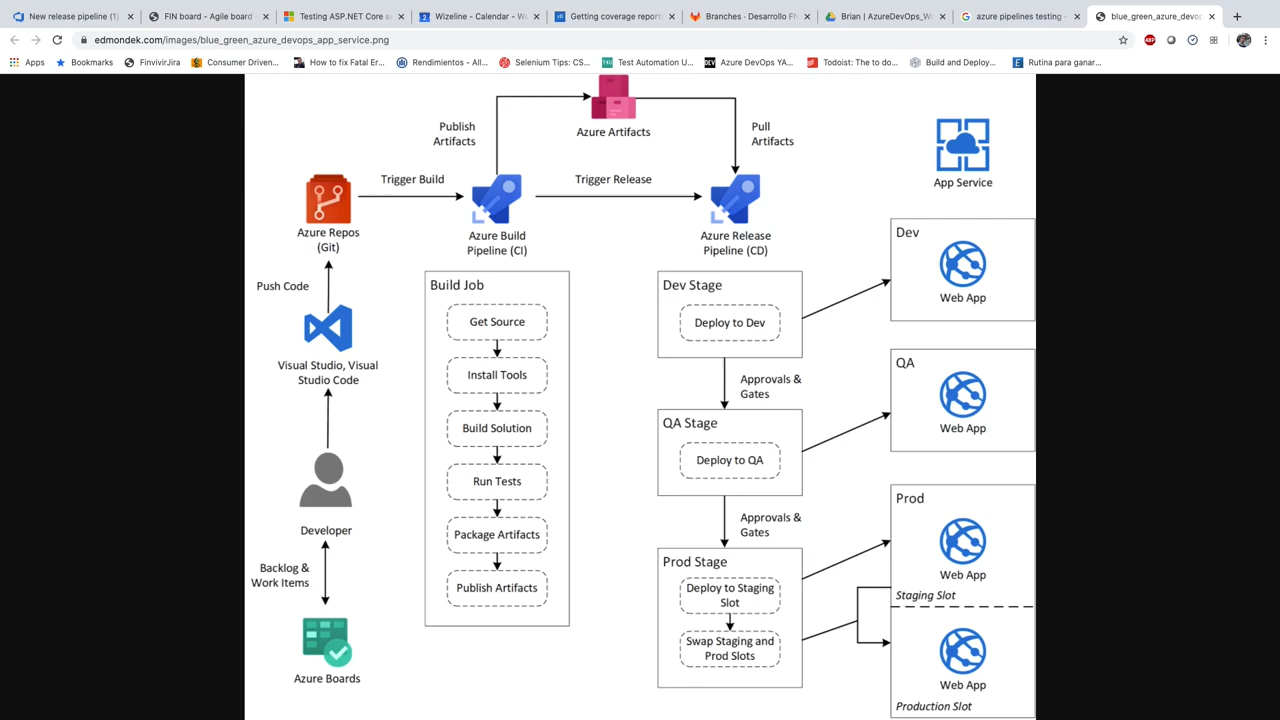 New release pipeline (1)
FIN board - Agile board
Testing ASP.NET Core s
Wizeline - Calendar - We
Getting coverage report
Branches · Desarrollo FN
Brian | AzureDevOps_W
azure pipelines testing -
blue_green_azure_devop
edmondek.com/images/blue_green_azure_devops_app_service.png
Apps
Bookmarks
FinvivirJira
Consumer Driven...
How to fix Fatal Er...
Rendimientos - All...
Selenium Tips: CS...
Test Automation U...
Azure DevOps YA...
Todoist: The to do...
Build and Deploy...
Rutina para ganar...
Publish
Artifacts
Azure Artifacts
Pull
Artifacts
App Service
Trigger Build
Trigger Release
Azure Repos
(Git)
Azure Build
Pipeline (CI)
Azure Release
Pipeline (CD)
Push Code
Visual Studio, Visual
Studio Code
Developer
Backlog &
Work Items
Azure Boards
Build Job
Get Source
Install Tools
Build Solution
Run Tests
Package Artifacts
Publish Artifacts
Dev Stage
Deploy to Dev
Approvals &
Gates
QA Stage
Deploy to QA
Approvals &
Gates
Prod Stage
Deploy to Staging
Slot
Swap Staging and
Prod Slots
Dev
Web App
QA
Web App
Prod
Web App
Staging Slot
Web App
Production Slot